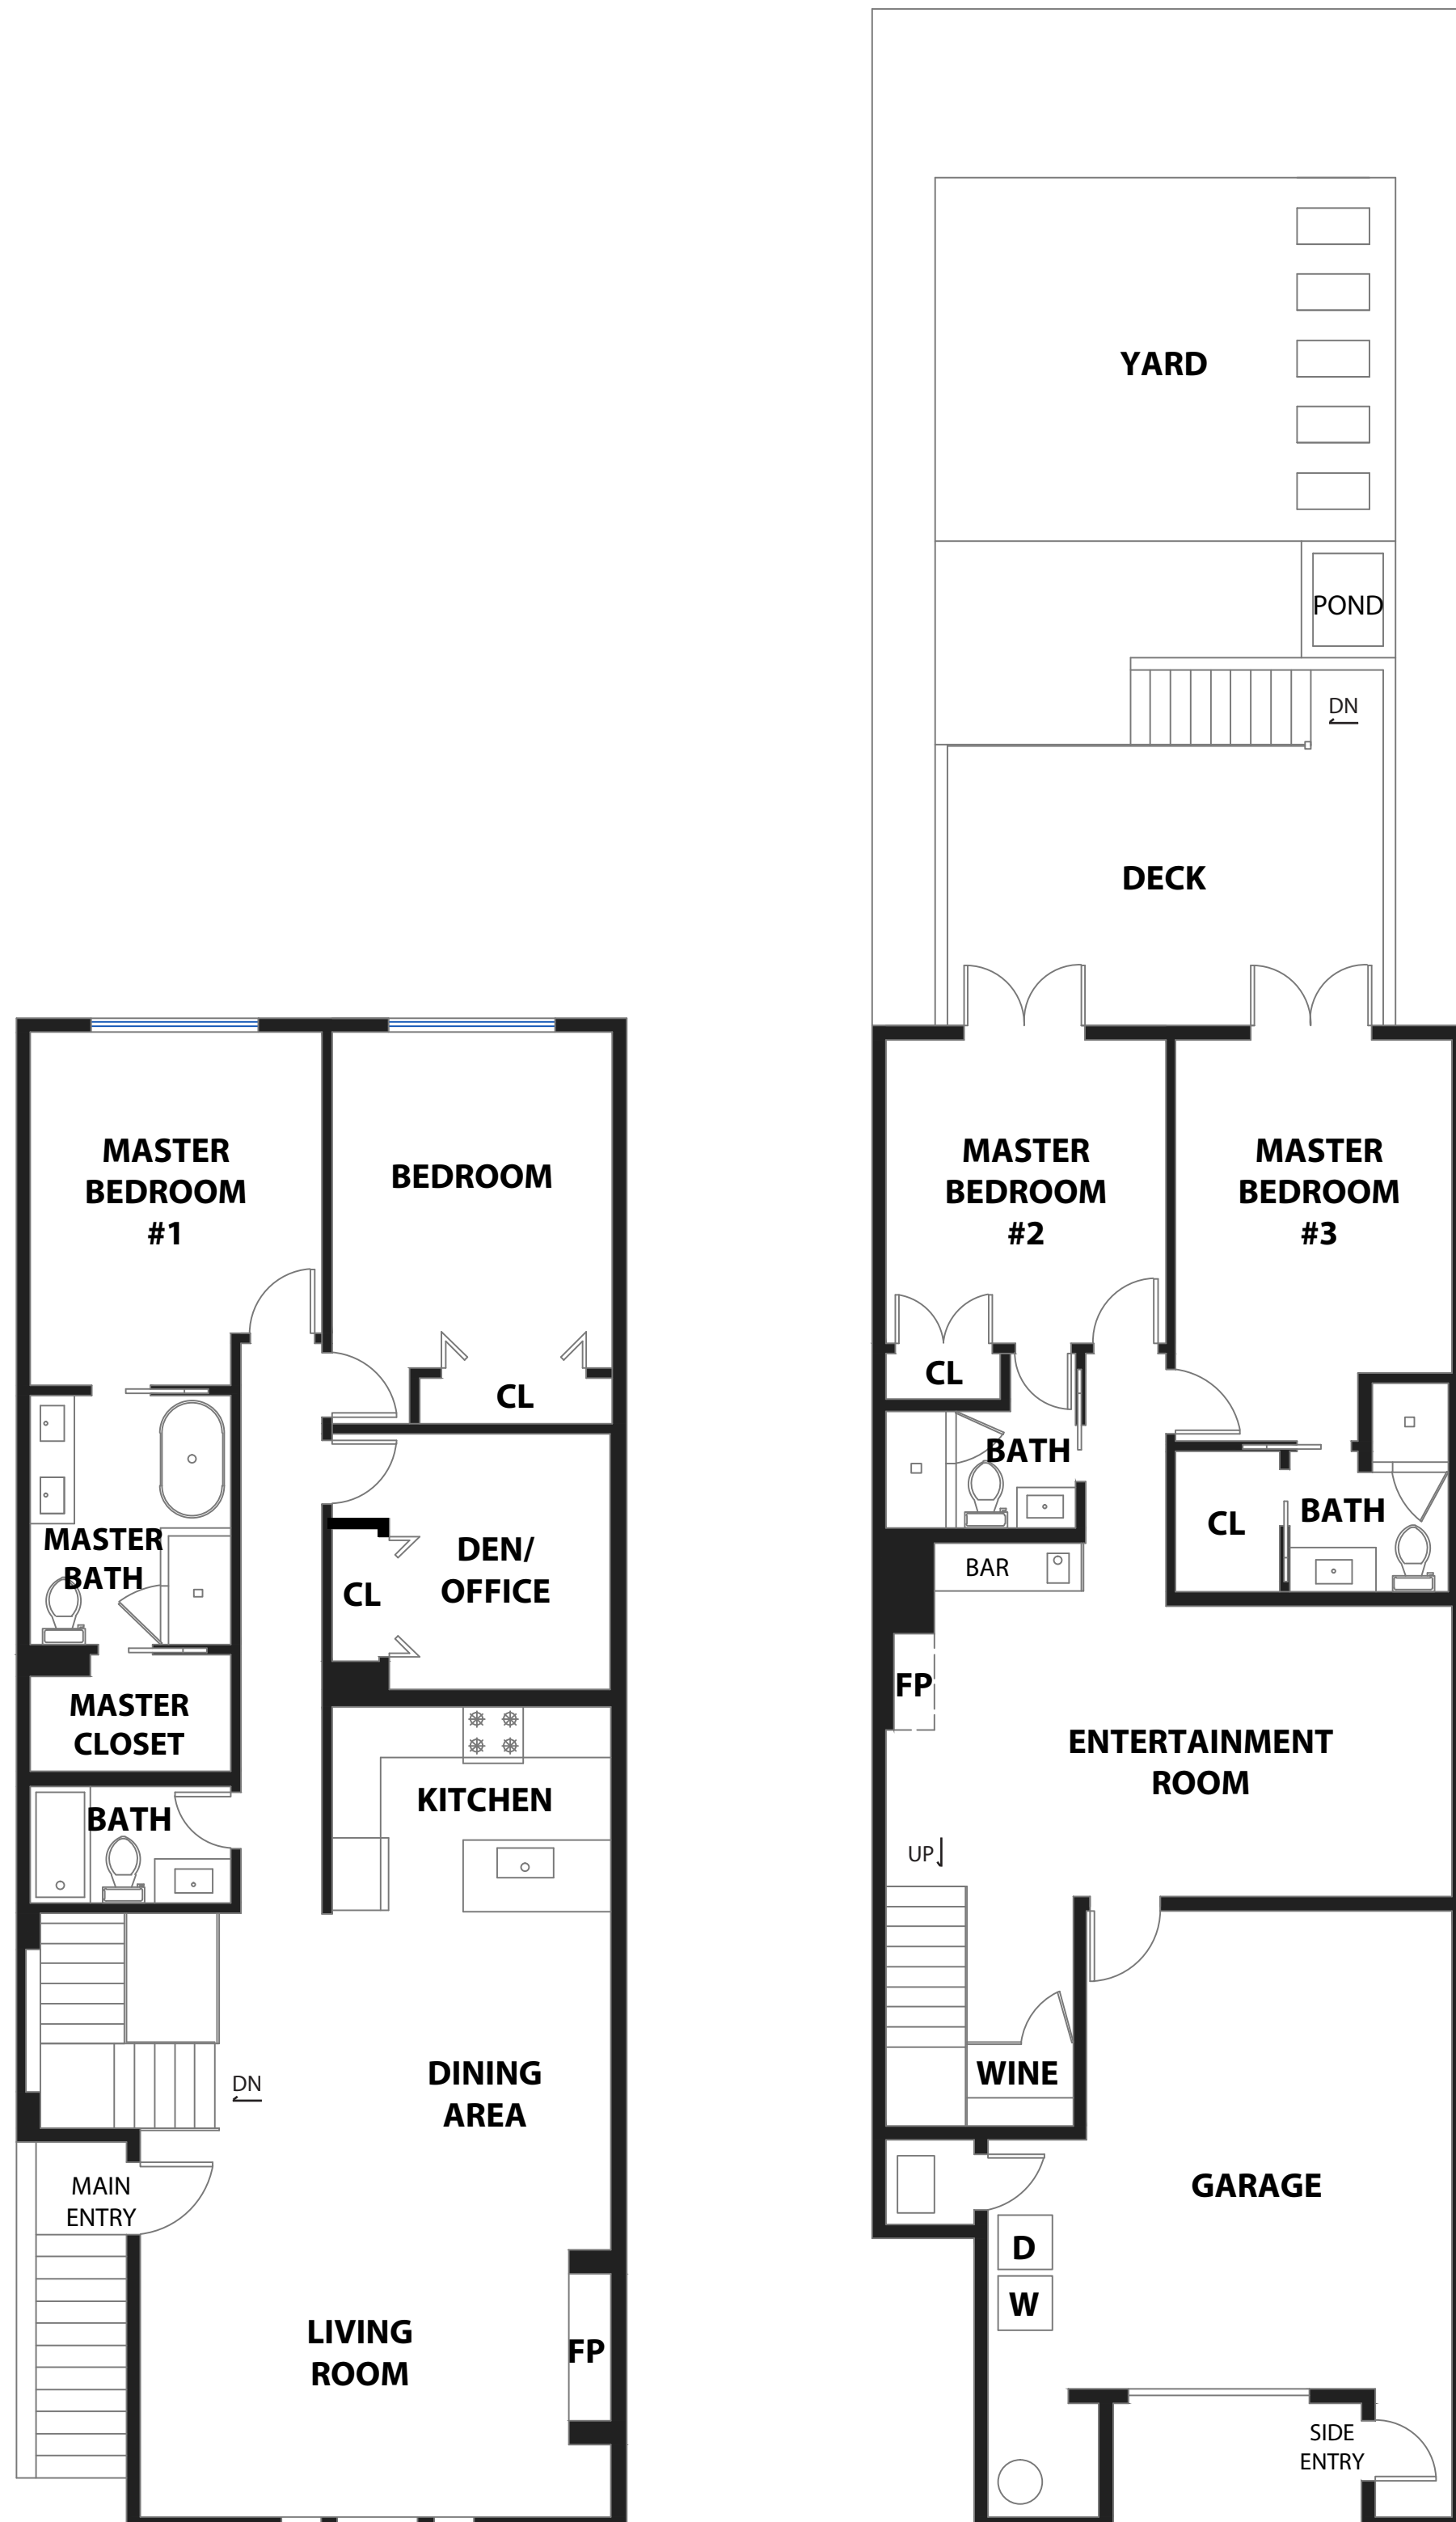 MASTER
BEDROOM
#1
BEDROOM
CL
MASTER
BATH
DEN/
OFFICE
CL
MASTER
CLOSET
KITCHEN
BATH
DN
DINING
AREA
MAIN
ENTRY
LIVING
ROOM
FP
YARD
POND
DN
DECK
MASTER
BEDROOM
#2
MASTER
BEDROOM
#3
CL
BATH
CL
BATH
BAR
FP
ENTERTAINMENT
ROOM
UP
WINE
GARAGE
D
W
SIDE
ENTRY